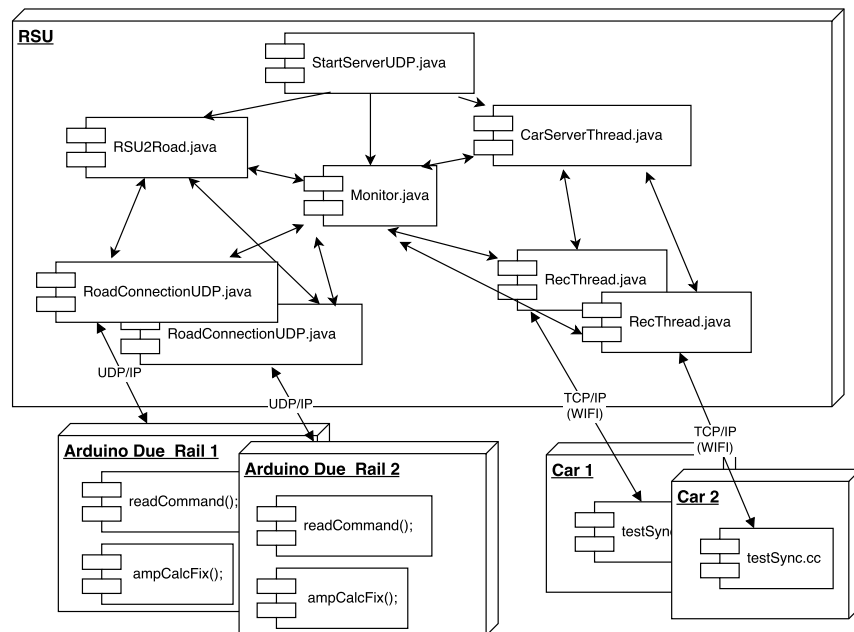 RSU
StartServerUDP.java
RSU2Road.java
CarServerThread.java
Monitor.java
RoadConnectionUDP.java
RoadConnectionUDP.java
RecThread.java
RecThread.java
UDP/IP
UDP/IP
TCP/IP
(WIFI)
TCP/IP
(WIFI)
Arduino Due Rail 1
readCommand();
ampCalcFix();
Arduino Due Rail 2
readCommand();
ampCalcFix();
Car 1
testSyn
Car 2
testSync.cc